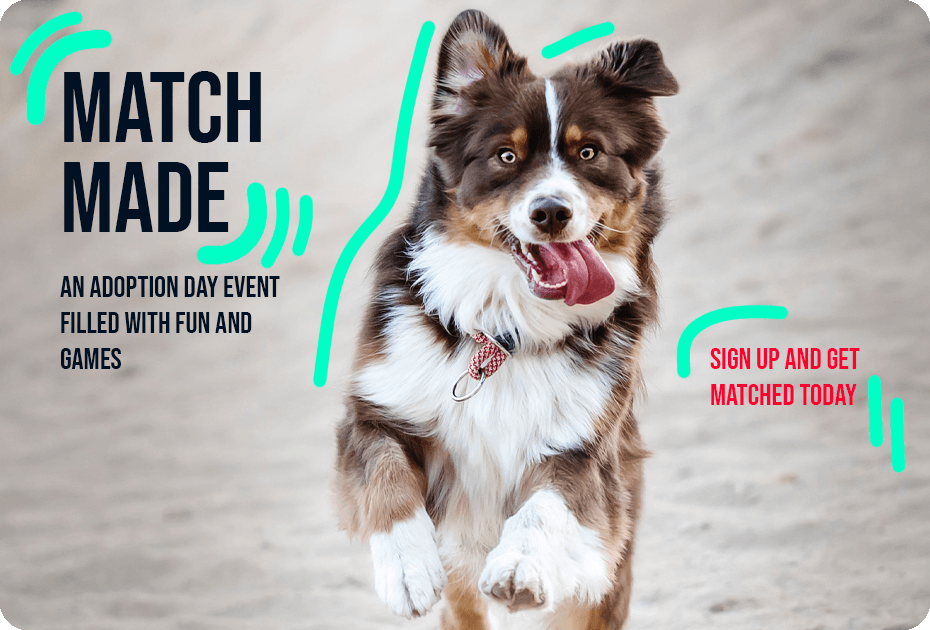 MATCH
MADE
AN ADOPTION DAY EVENT
FILLED WITH FUN AND
GAMES
SIGN UP AND GET
MATCHED TODAY